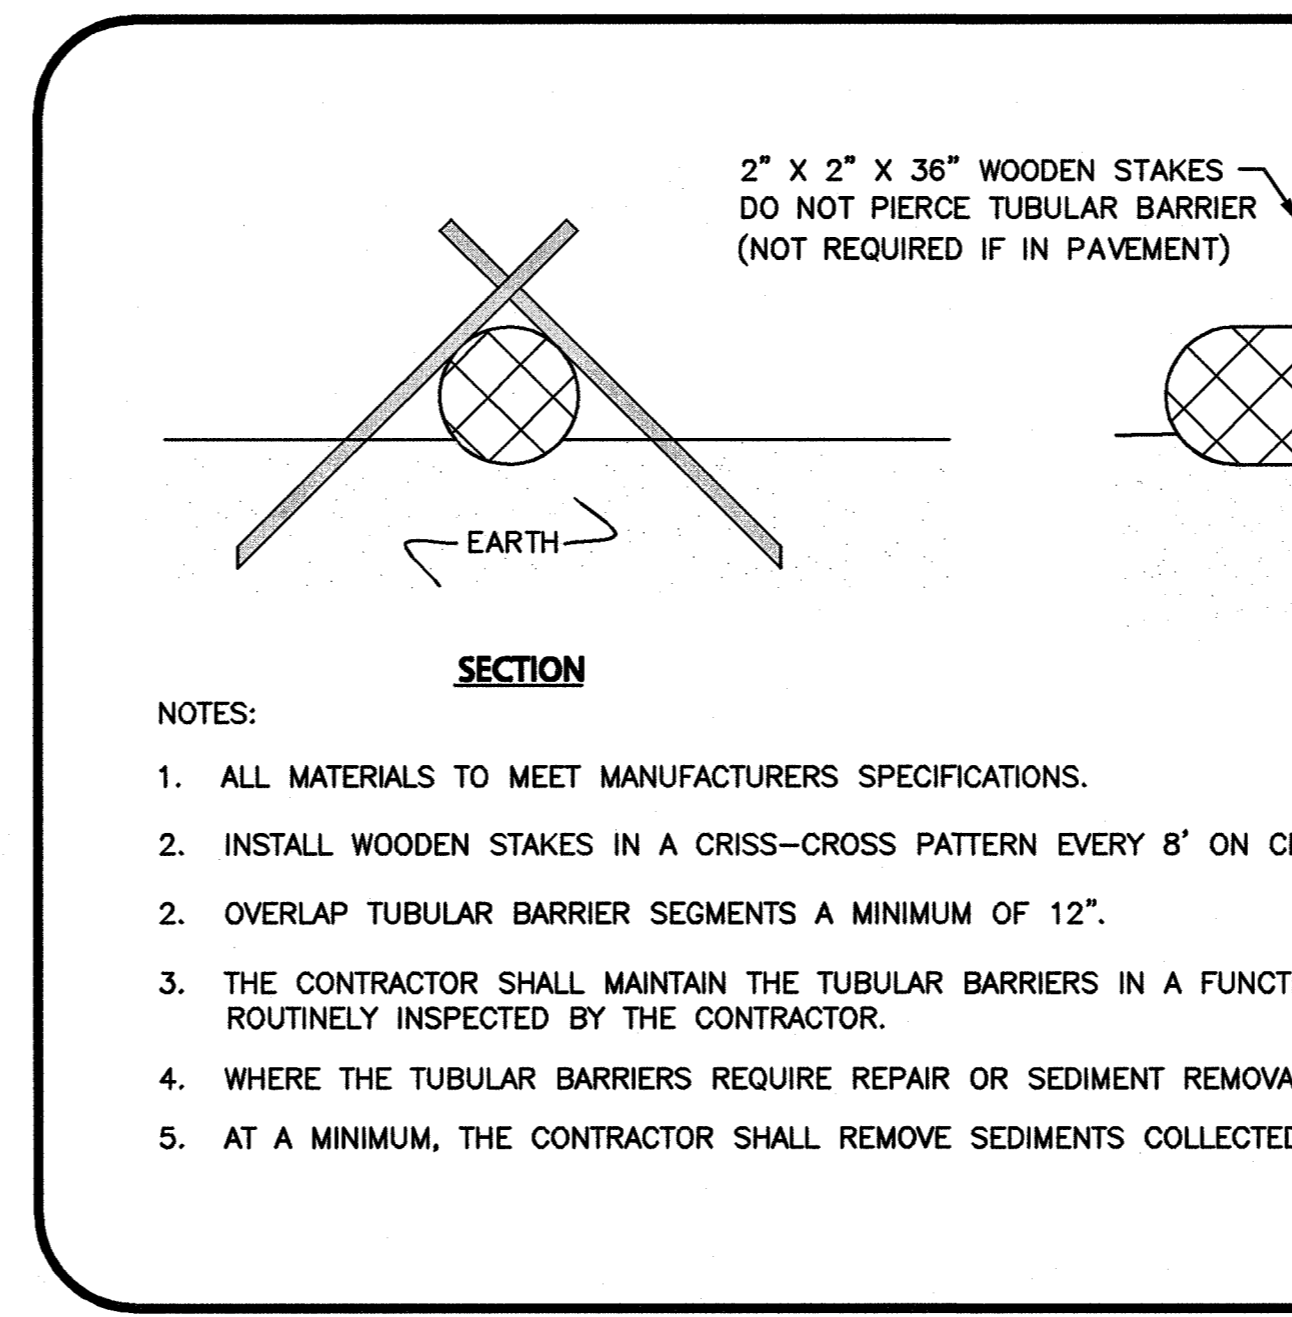 2" X 2" X 36" WOODEN STAKES
DO NOT PIERCE TUBULAR BARRIER
(NOT REQUIRED IF IN PAVEMENT)
EARTH
SECTION
NOTES:
1. ALL MATERIALS TO MEET MANUFACTURERS SPECIFICATIONS.
2. INSTALL WOODEN STAKES IN A CRISS-CROSS PATTERN EVERY 8' ON
2. OVERLAP TUBULAR BARRIER SEGMENTS A MINIMUM OF 12".
3. THE CONTRACTOR SHALL MAINTAIN THE TUBULAR BARRIERS IN A
ROUTINELY INSPECTED BY THE CONTRACTOR.
4. WHERE THE TUBULAR BARRIERS REQUIRE REPAIR OR SEDIMENT
5. AT A MINIMUM, THE CONTRACTOR SHALL REMOVE SEDIMENTS